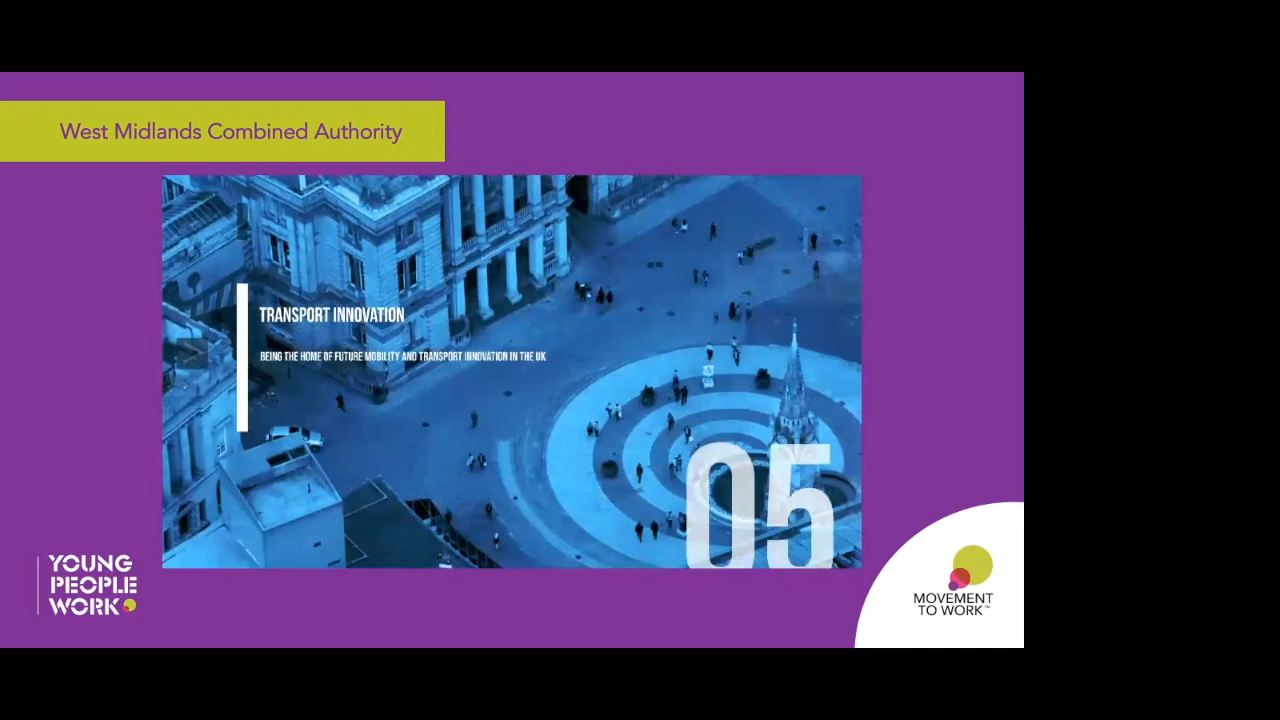 West Midlands Combined Authority
TRANSPORT INNOVATION
BEING THE HOME OF FUTURE MOBILITY AND TRANSPORT INNOVATION IN THE UK
05
YOUNG
PEOPLE
WORK
MOVEMENT
TO WORK™